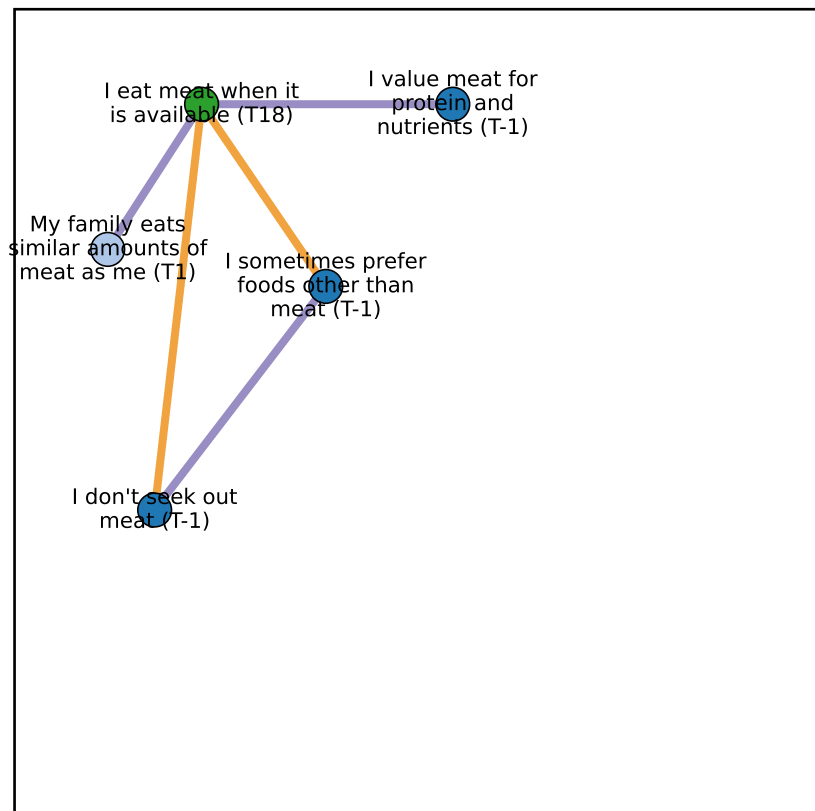 I eat meat when it
is available (T18)
I value meat for
protein and
nutrients (T-1)
My family eats
similar amounts of
meat as me (T1)
I sometimes prefer
foods other than
meat (T-1)
I don't seek out
meat (T-1)